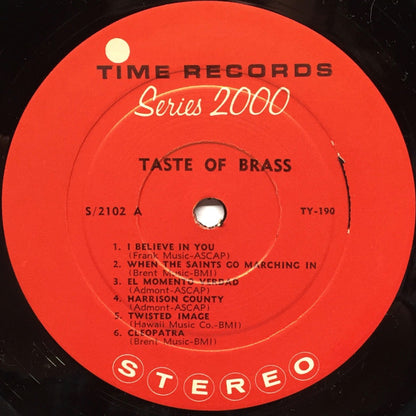 TIME RECORDS
Series 2000
TASTE OF BRASS
S/2102 A TY-190
1. I BELIEVE IN YOU
(Frank Music-ASCAP)
2. WHEN THE SAINTS GO MARCHING IN
(Brent Music-BMI)
3. EL MOMENTO VERDAD
(Admont-ASCAP)
4. HARRISON COUNTY
(Admont-ASCAP)
5. TWISTED IMAGE
(Hawaii Music Co.-BMI)
6. CLEOPATRA
(Brent Music-BMI)
STEREO